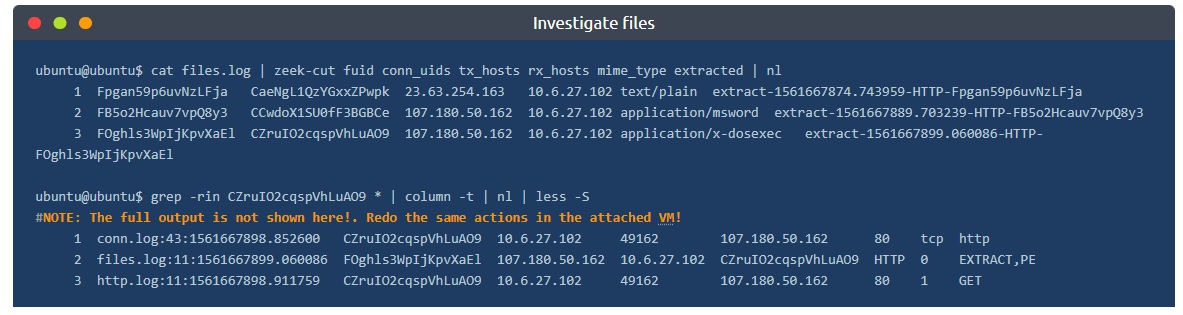 Investigate files
ubuntu@ubuntu$ cat files.log | zeek-cut fuid conn_uids tx_hosts rx_hosts mime_type extracted | nl
1 Fpgan59p6uvNzLFja CaeNgL1QzYGxxZPwpk 23.63.254.163 10.6.27.102 text/plain extract-1561667874.743959-HTTP-Fpgan59p6uvNzLFja
2 FB5o2Hcauv7vpQ8y3 CCwdoX1SU0fF3BGBCe 107.180.50.162 10.6.27.102 application/msword extract-1561667889.703239-HTTP-FB5o2Hcauv7vpQ8y3
3 FOghls3WpIjKpvXaEl CZruIO2cqspVhLuAO9 107.180.50.162 10.6.27.102 application/x-dosexec extract-1561667899.060086-HTTP-
FOghls3WpIjKpvXaEl
ubuntu@ubuntu$ grep -rin CZruIO2cqspVhLuAO9 * | column -t | nl | less -S
#NOTE: The full output is not shown here!. Redo the same actions in the attached VM!
1 conn.log:43:1561667898.852600 CZruIO2cqspVhLuAO9 10.6.27.102 49162 107.180.50.162 80 tcp http
2 files.log:11:1561667899.060086 FOghls3WpIjKpvXaEl 107.180.50.162 10.6.27.102 CZruIO2cqspVhLuAO9 HTTP 0 EXTRACT,PE
3 http.log:11:1561667898.911759 CZruIO2cqspVhLuAO9 10.6.27.102 49162 107.180.50.162 80 1 GET